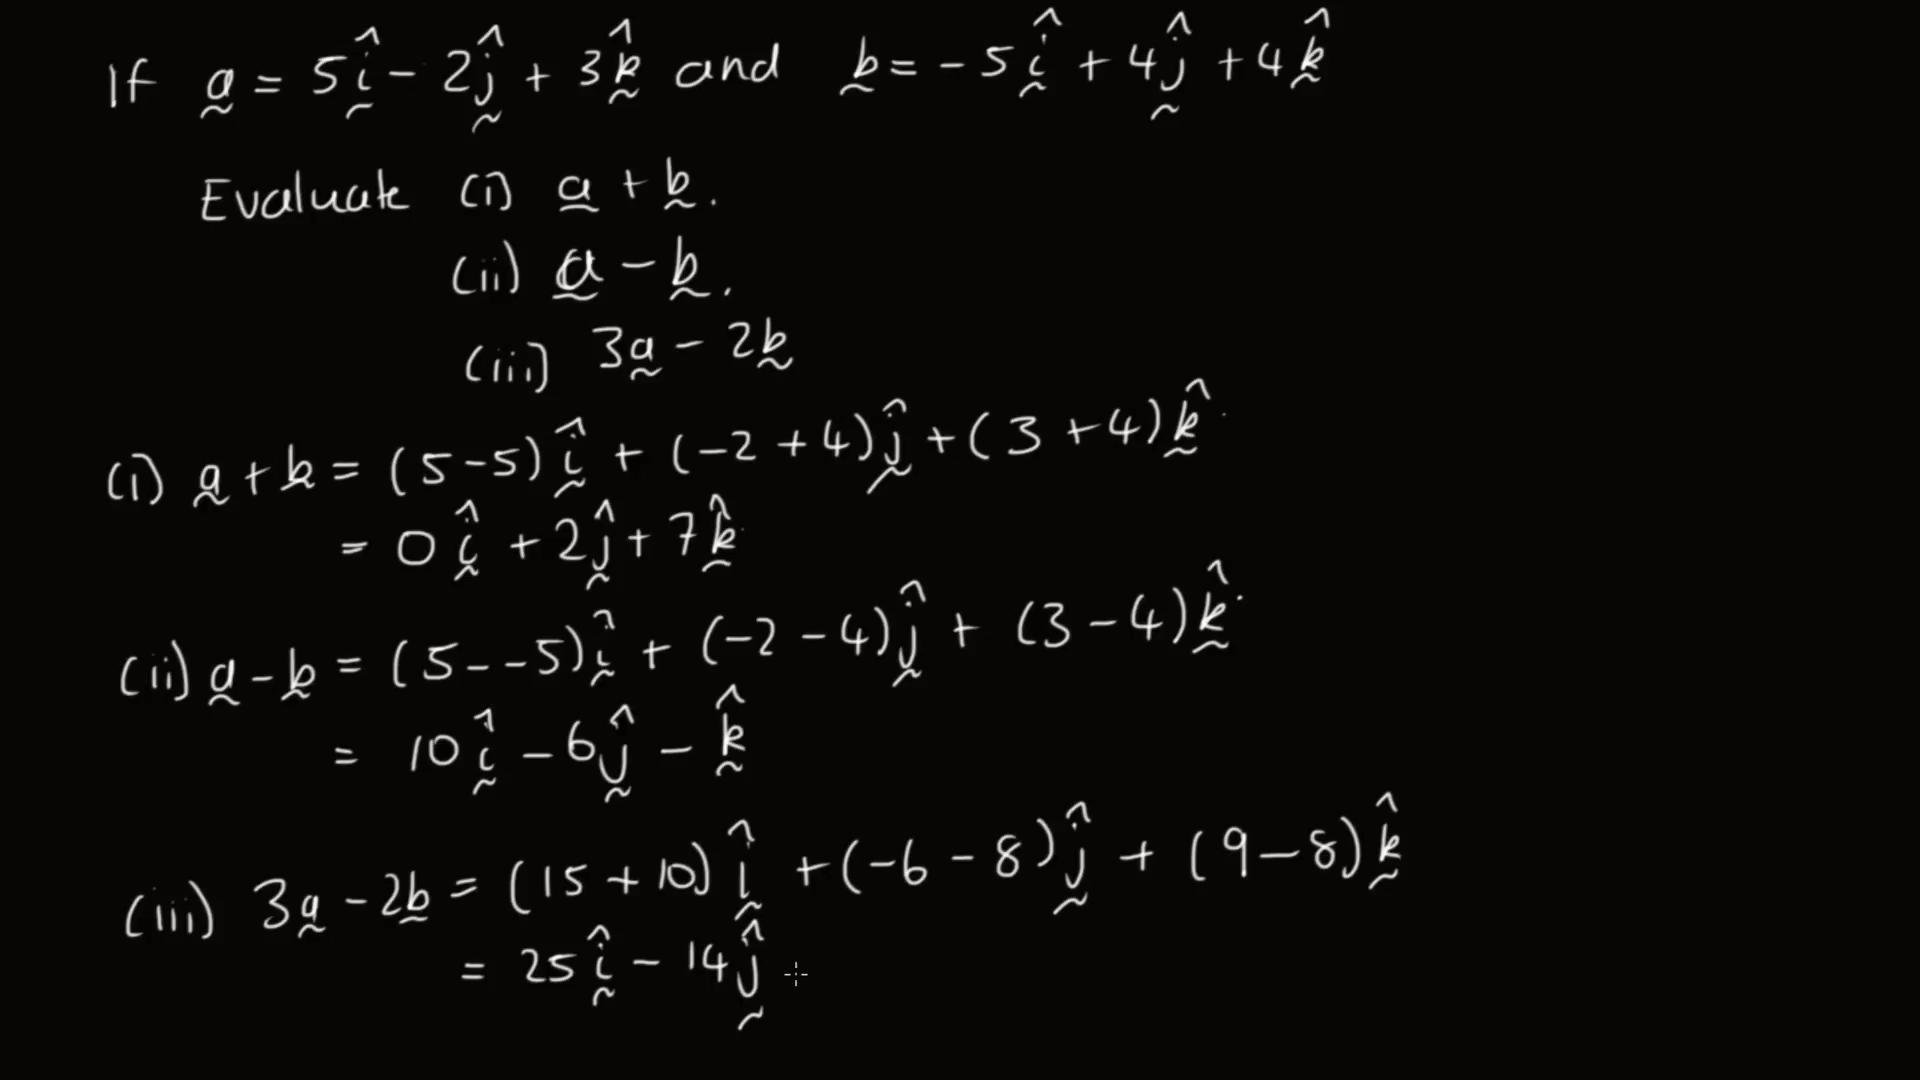 If a = 5î - 2ĵ + 3k̂ and b = -5î + 4ĵ + 4k̂
Evaluate (i) a + b.
(ii) a - b.
(iii) 3a - 2b
(i) a + b = (5-5)î + (-2+4)ĵ + (3+4)k̂
= 0î + 2ĵ + 7k̂
(ii) a - b = (5--5)î + (-2-4)ĵ + (3-4)k̂
= 10î - 6ĵ - k̂
(iii) 3a - 2b = (15+10)î + (-6-8)ĵ + (9-8)k̂
= 25î - 14ĵ